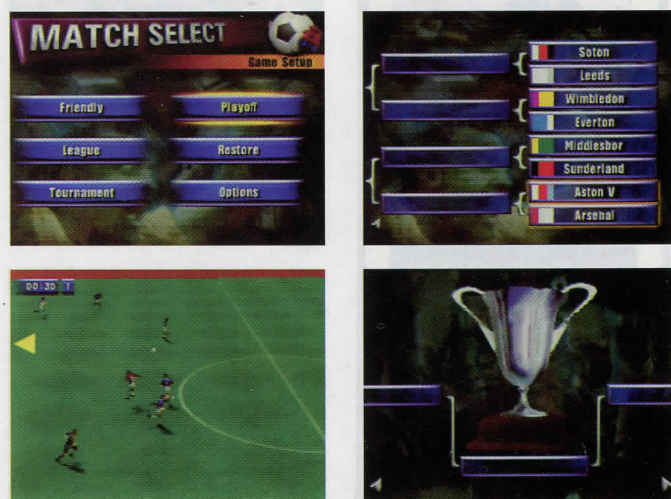 MATCH SELECT
Game Setup
Friendly
Playoff
League
Restore
Tournament
Options
Soton
Leeds
Wimbledon
Everton
Middlesbor
Sunderland
Aston V
Arsenal
00:30 1